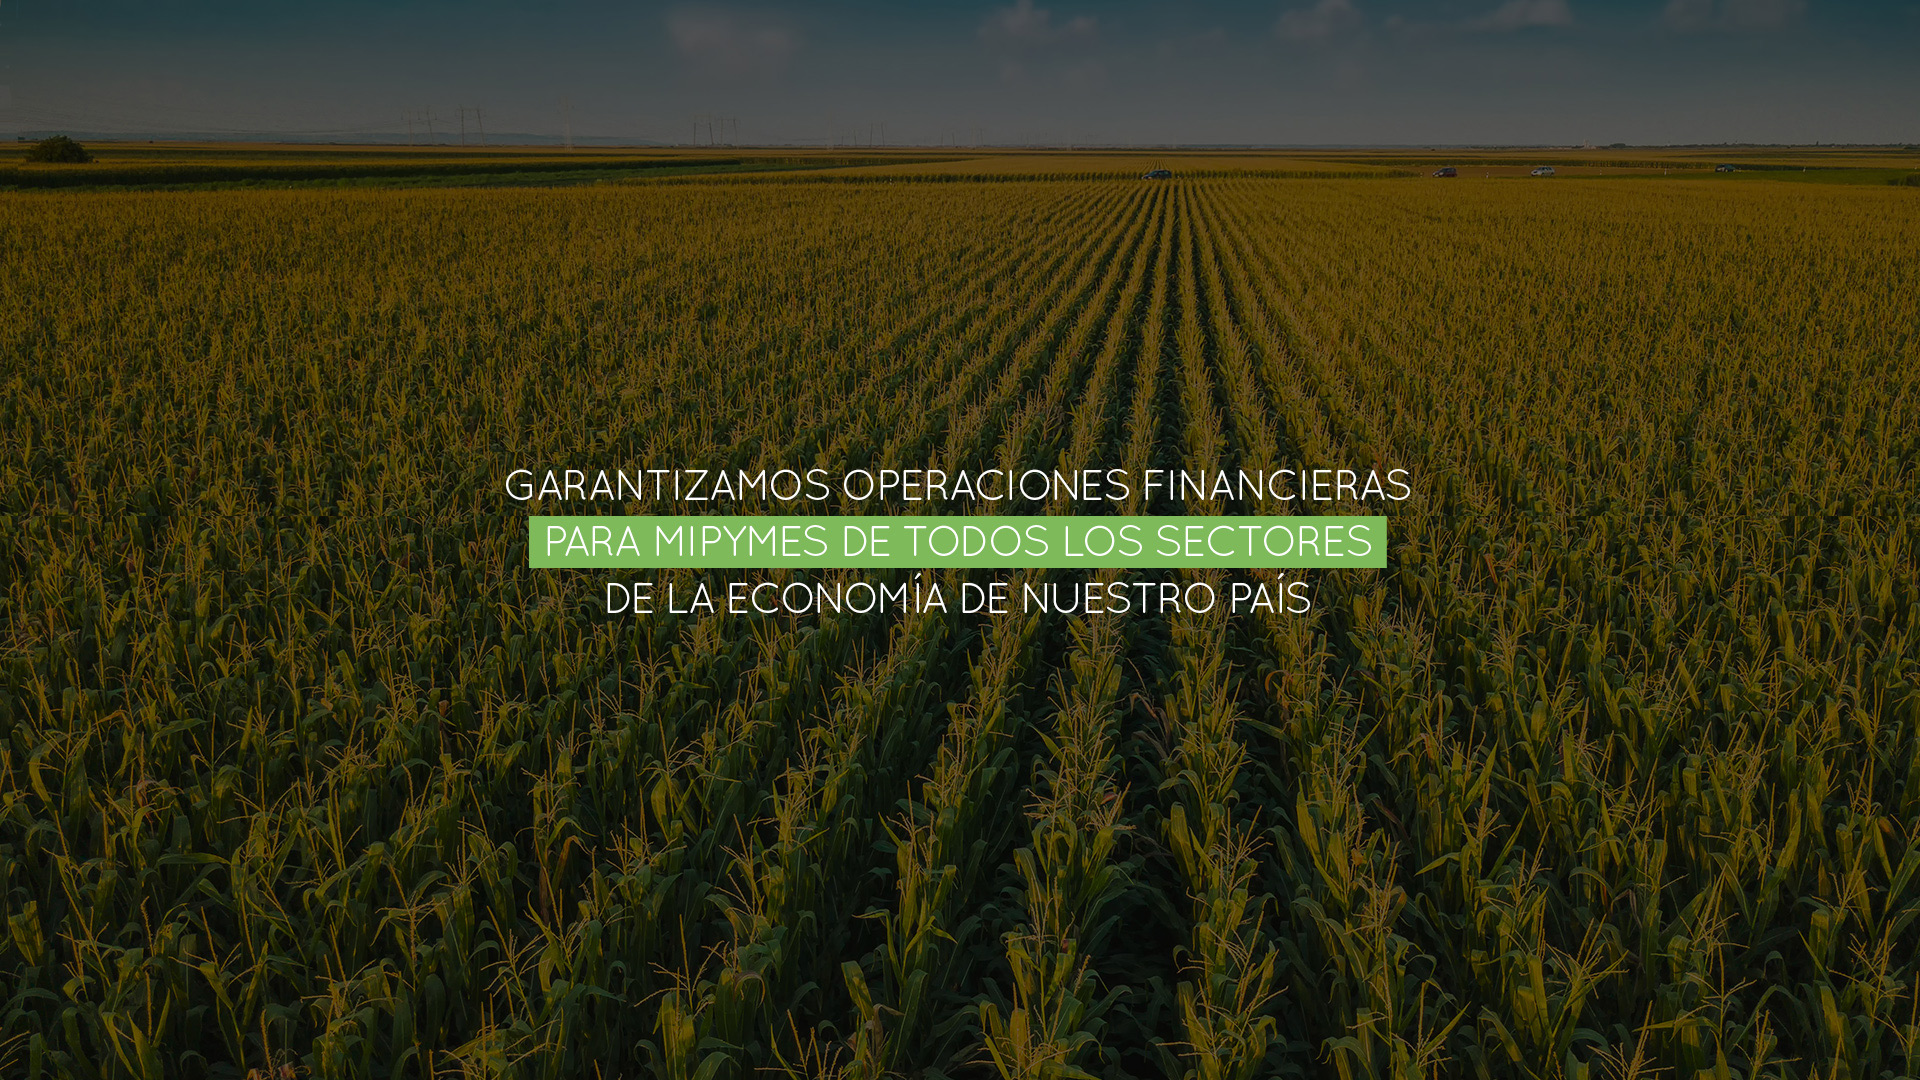 GARANTIZAMOS OPERACIONES FINANCIERAS
PARA MIPYMES DE TODOS LOS SECTORES
DE LA ECONOMÍA DE NUESTRO PAÍS